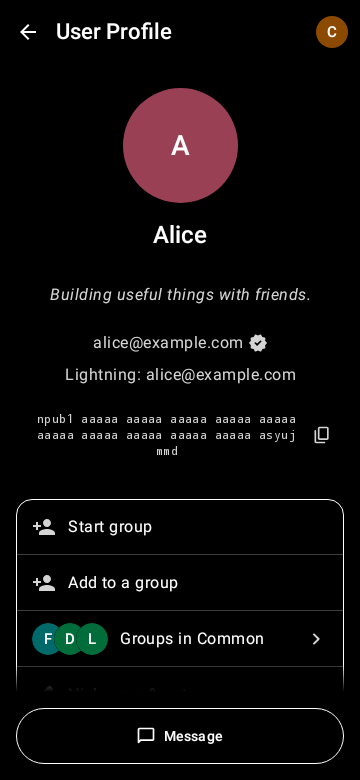 User Profile
C
A
Alice
Building useful things with friends.
alice@example.com
Lightning: alice@example.com
npub1 aaaaa aaaaa aaaaa aaaaa aaaaa
aaaaa aaaaa aaaaa aaaaa aaaaa asyuj
mmd
Start group
Add to a group
F D L Groups in Common
Message